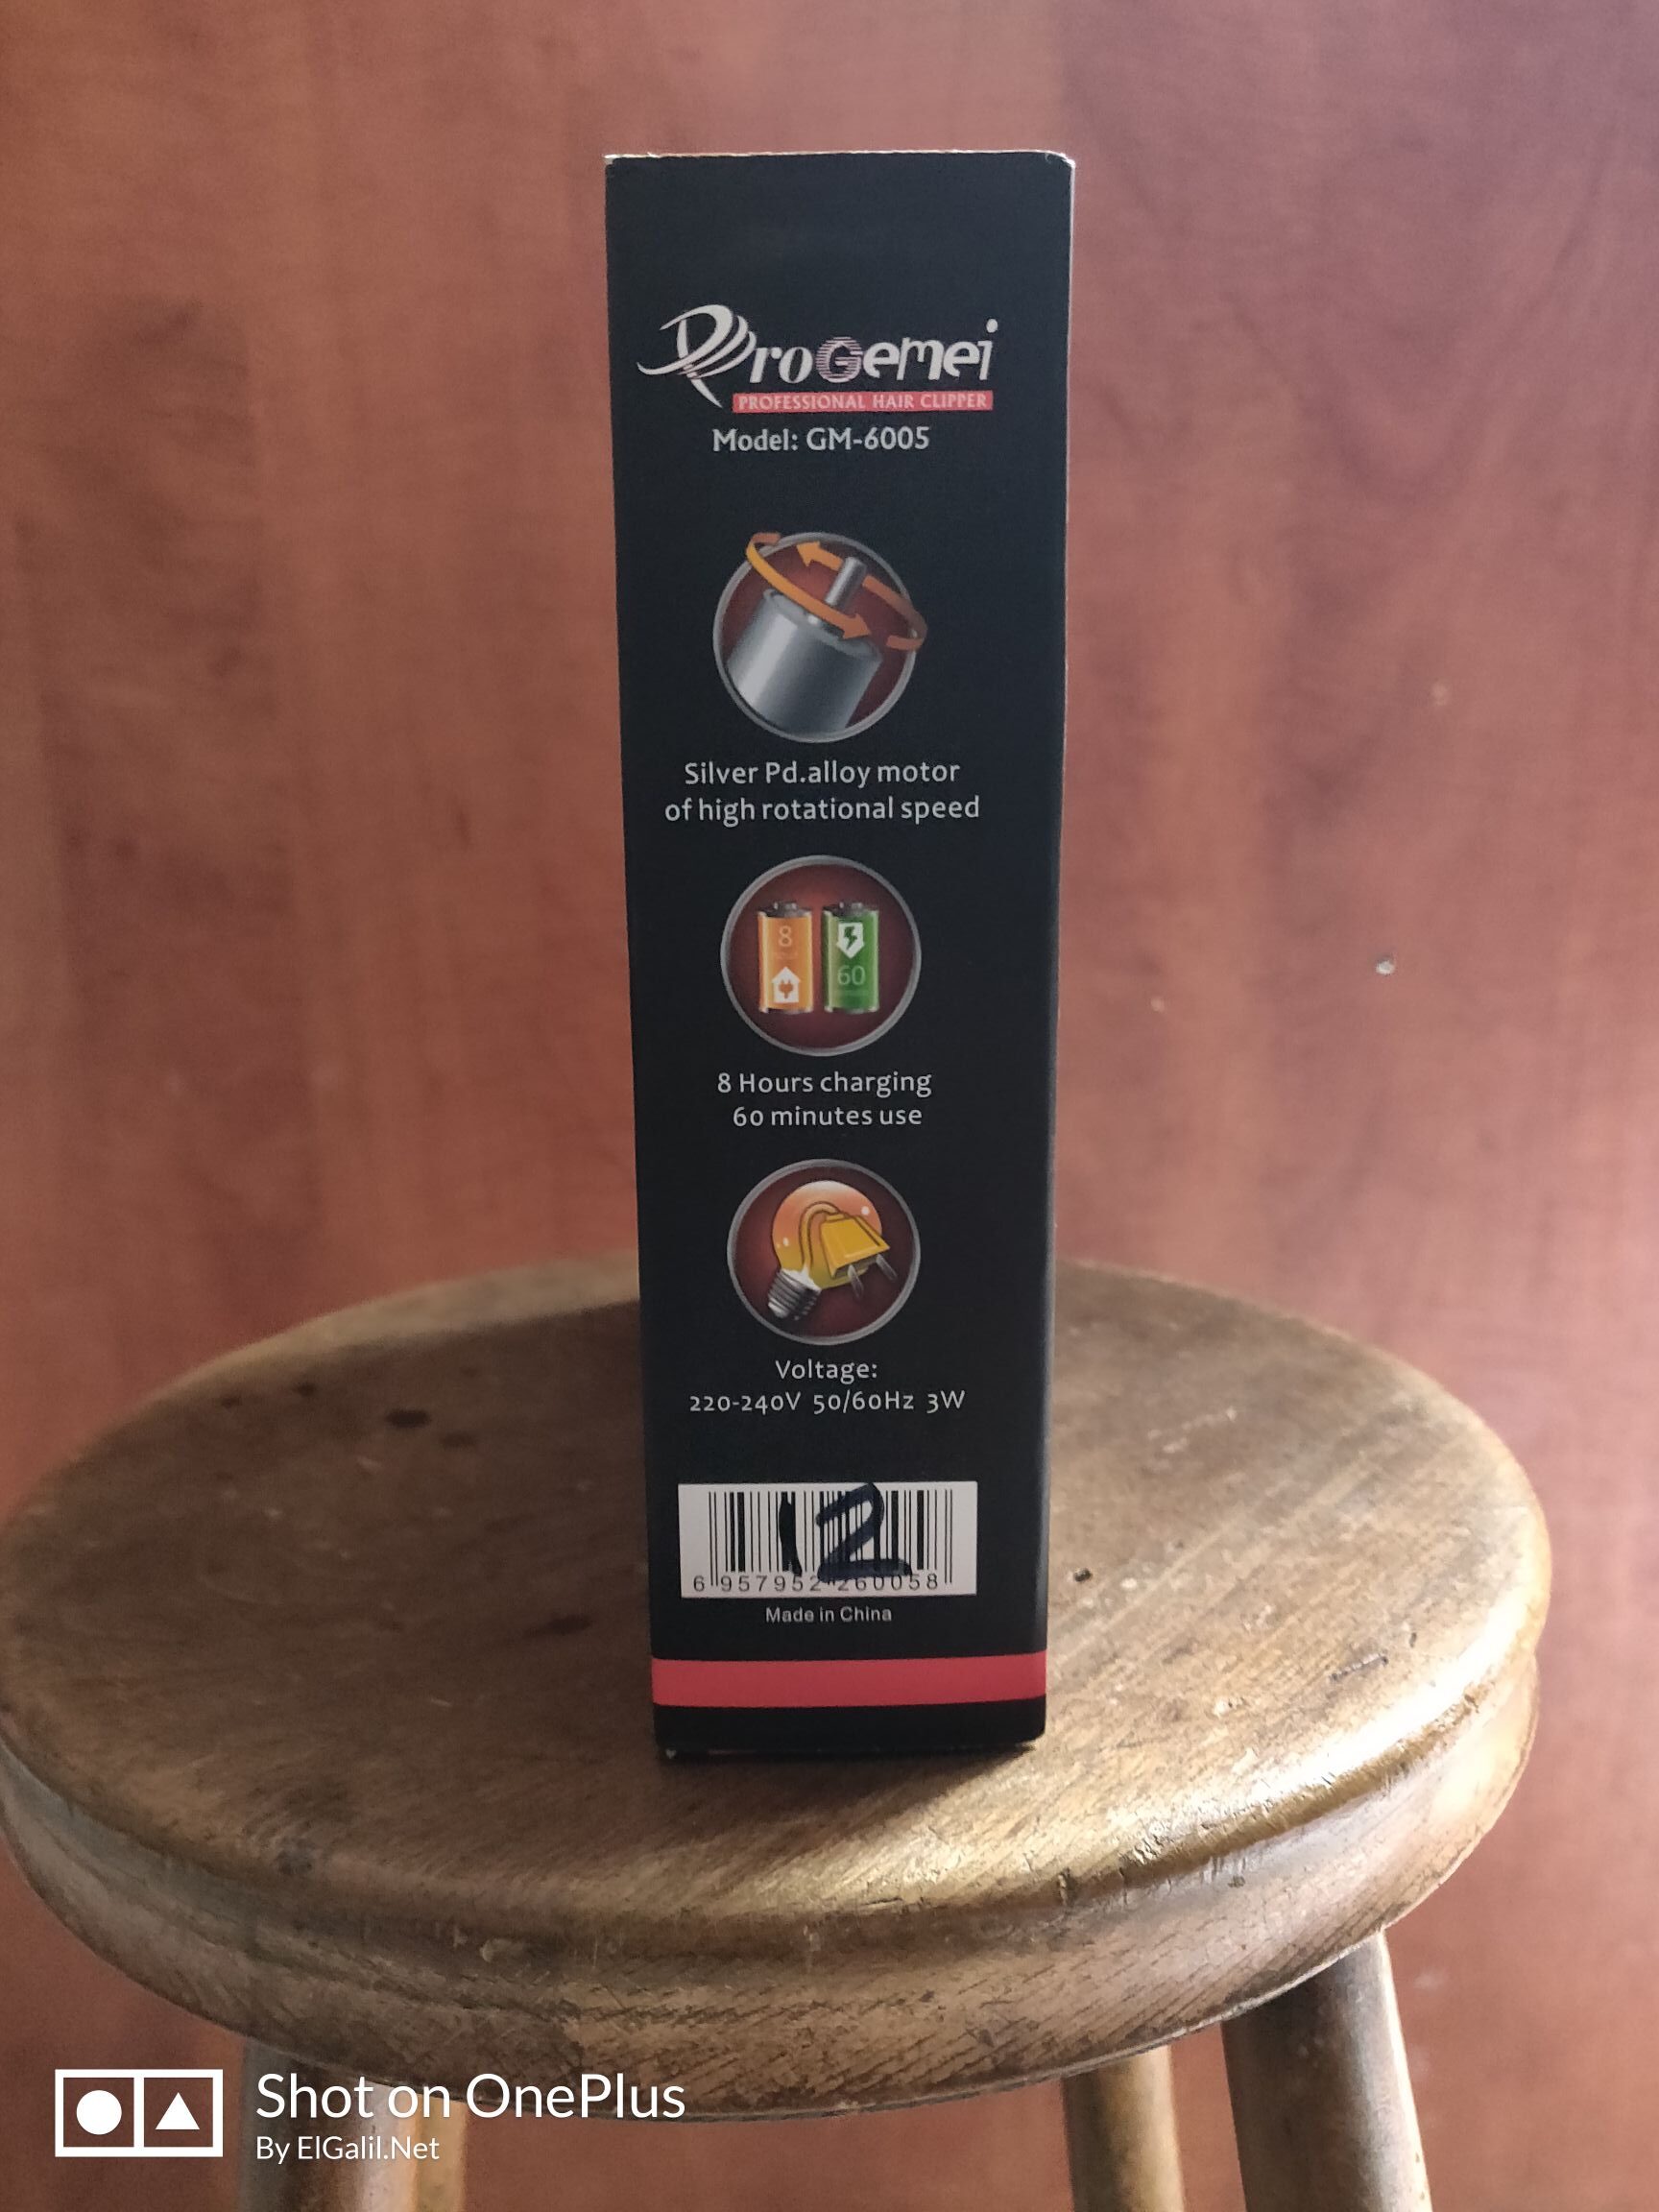 ProGemei
PROFESSIONAL HAIR CLIPPER
Model: GM-6005
Silver Pd.alloy motor
of high rotational speed
8
60
8 Hours charging
60 minutes use
Voltage:
220-240V 50/60Hz 3W
12
6 957952 260058
Made in China
Shot on OnePlus
By ElGalil.Net